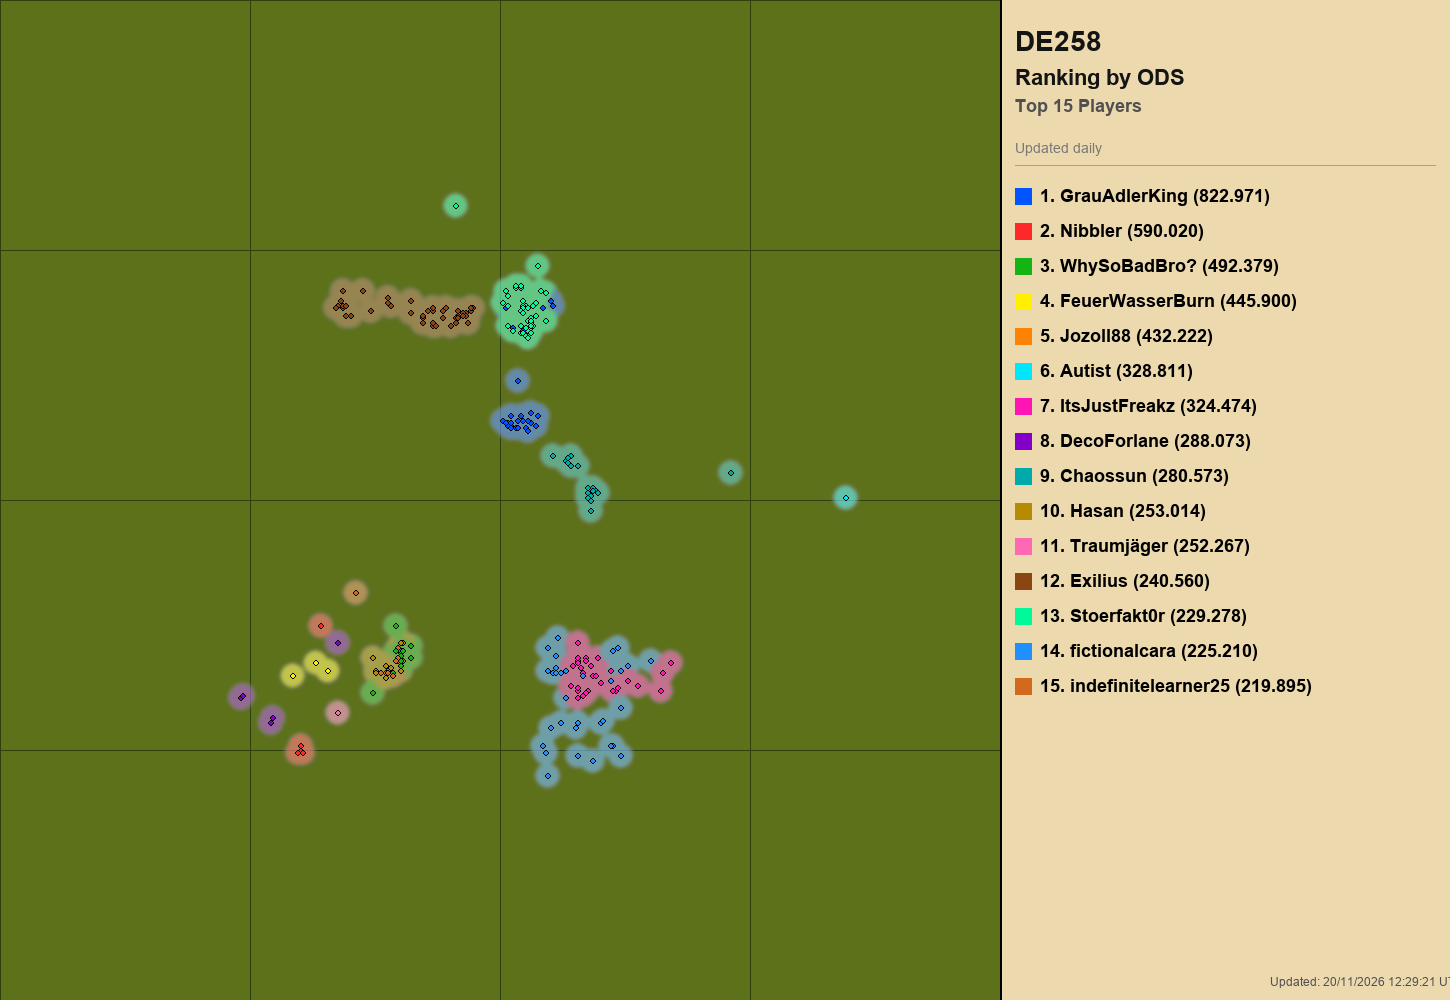 DE258
Ranking by ODS
Top 15 Players
Updated daily
1. GrauAdlerKing (822.971)
2. Nibbler (590.020)
3. WhySoBadBro? (492.379)
4. FeuerWasserBurn (445.900)
5. Jozoll88 (432.222)
6. Autist (328.811)
7. ItsJustFreakz (324.474)
8. DecoForlane (288.073)
9. Chaossun (280.573)
10. Hasan (253.014)
11. Traumjäger (252.267)
12. Exilius (240.560)
13. Stoerfakt0r (229.278)
14. fictionalcara (225.210)
15. indefinitelearner25 (219.895)
Updated: 20/11/2026 12:29:21